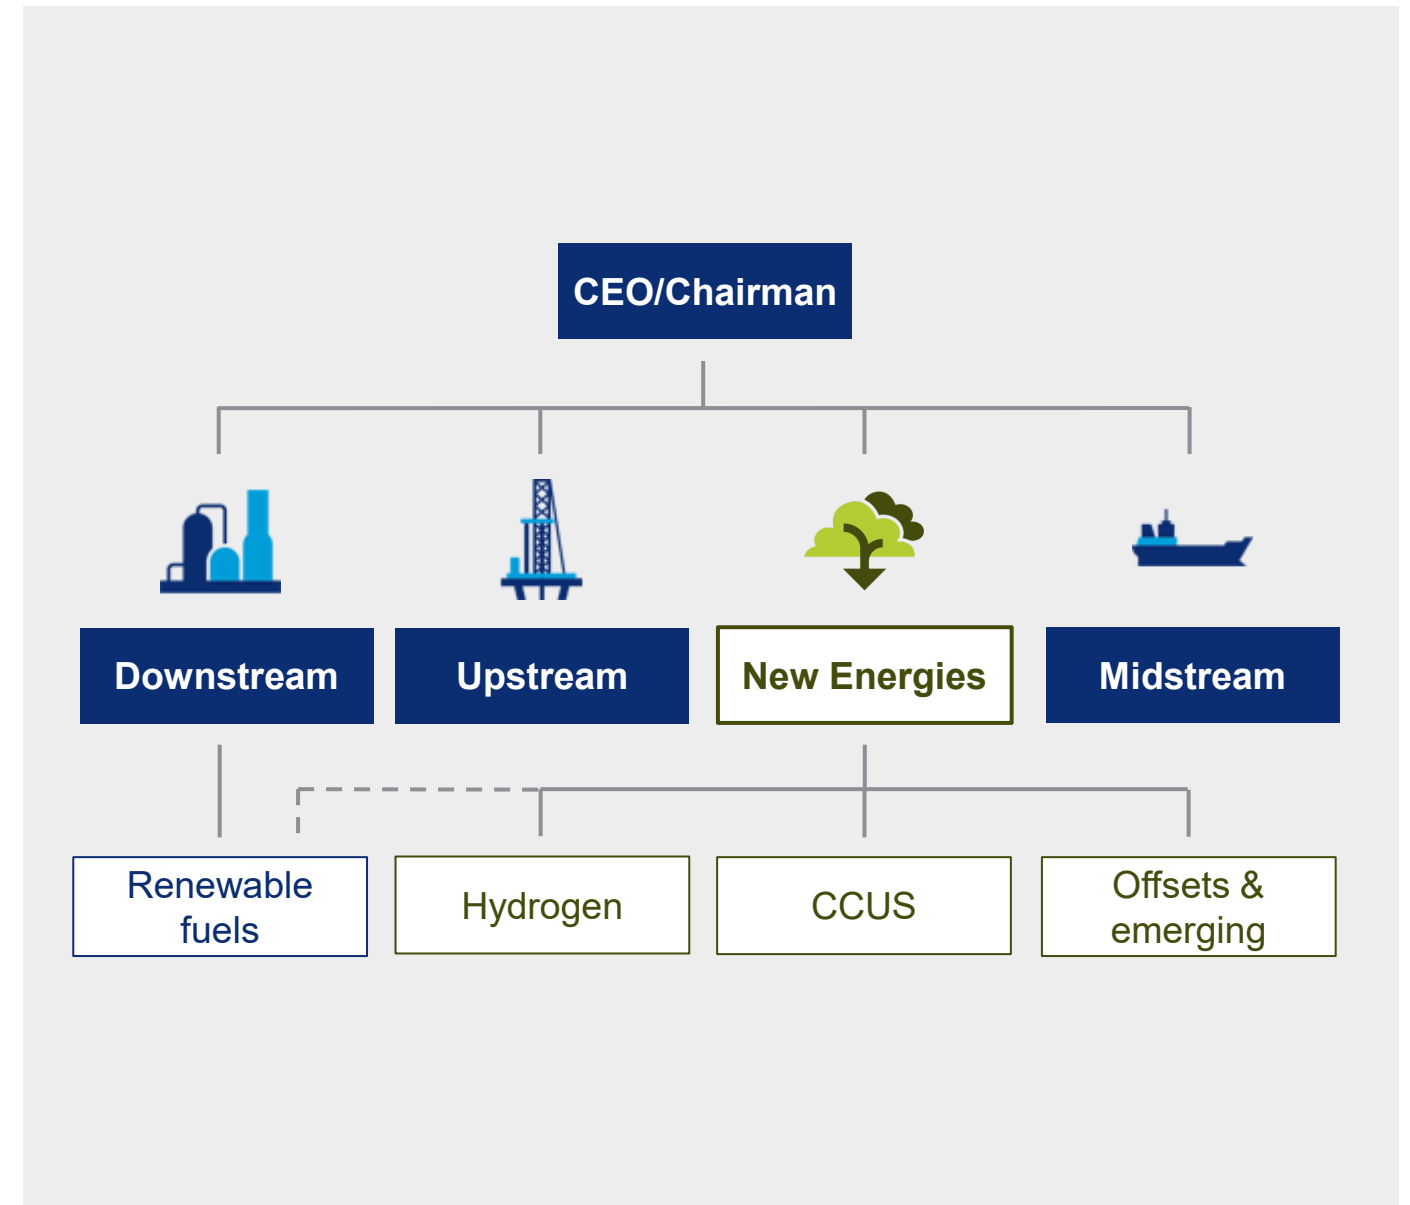 CEO/Chairman
Downstream
Upstream
New Energies
Midstream
Renewable
fuels
Hydrogen
CCUS
Offsets &
emerging